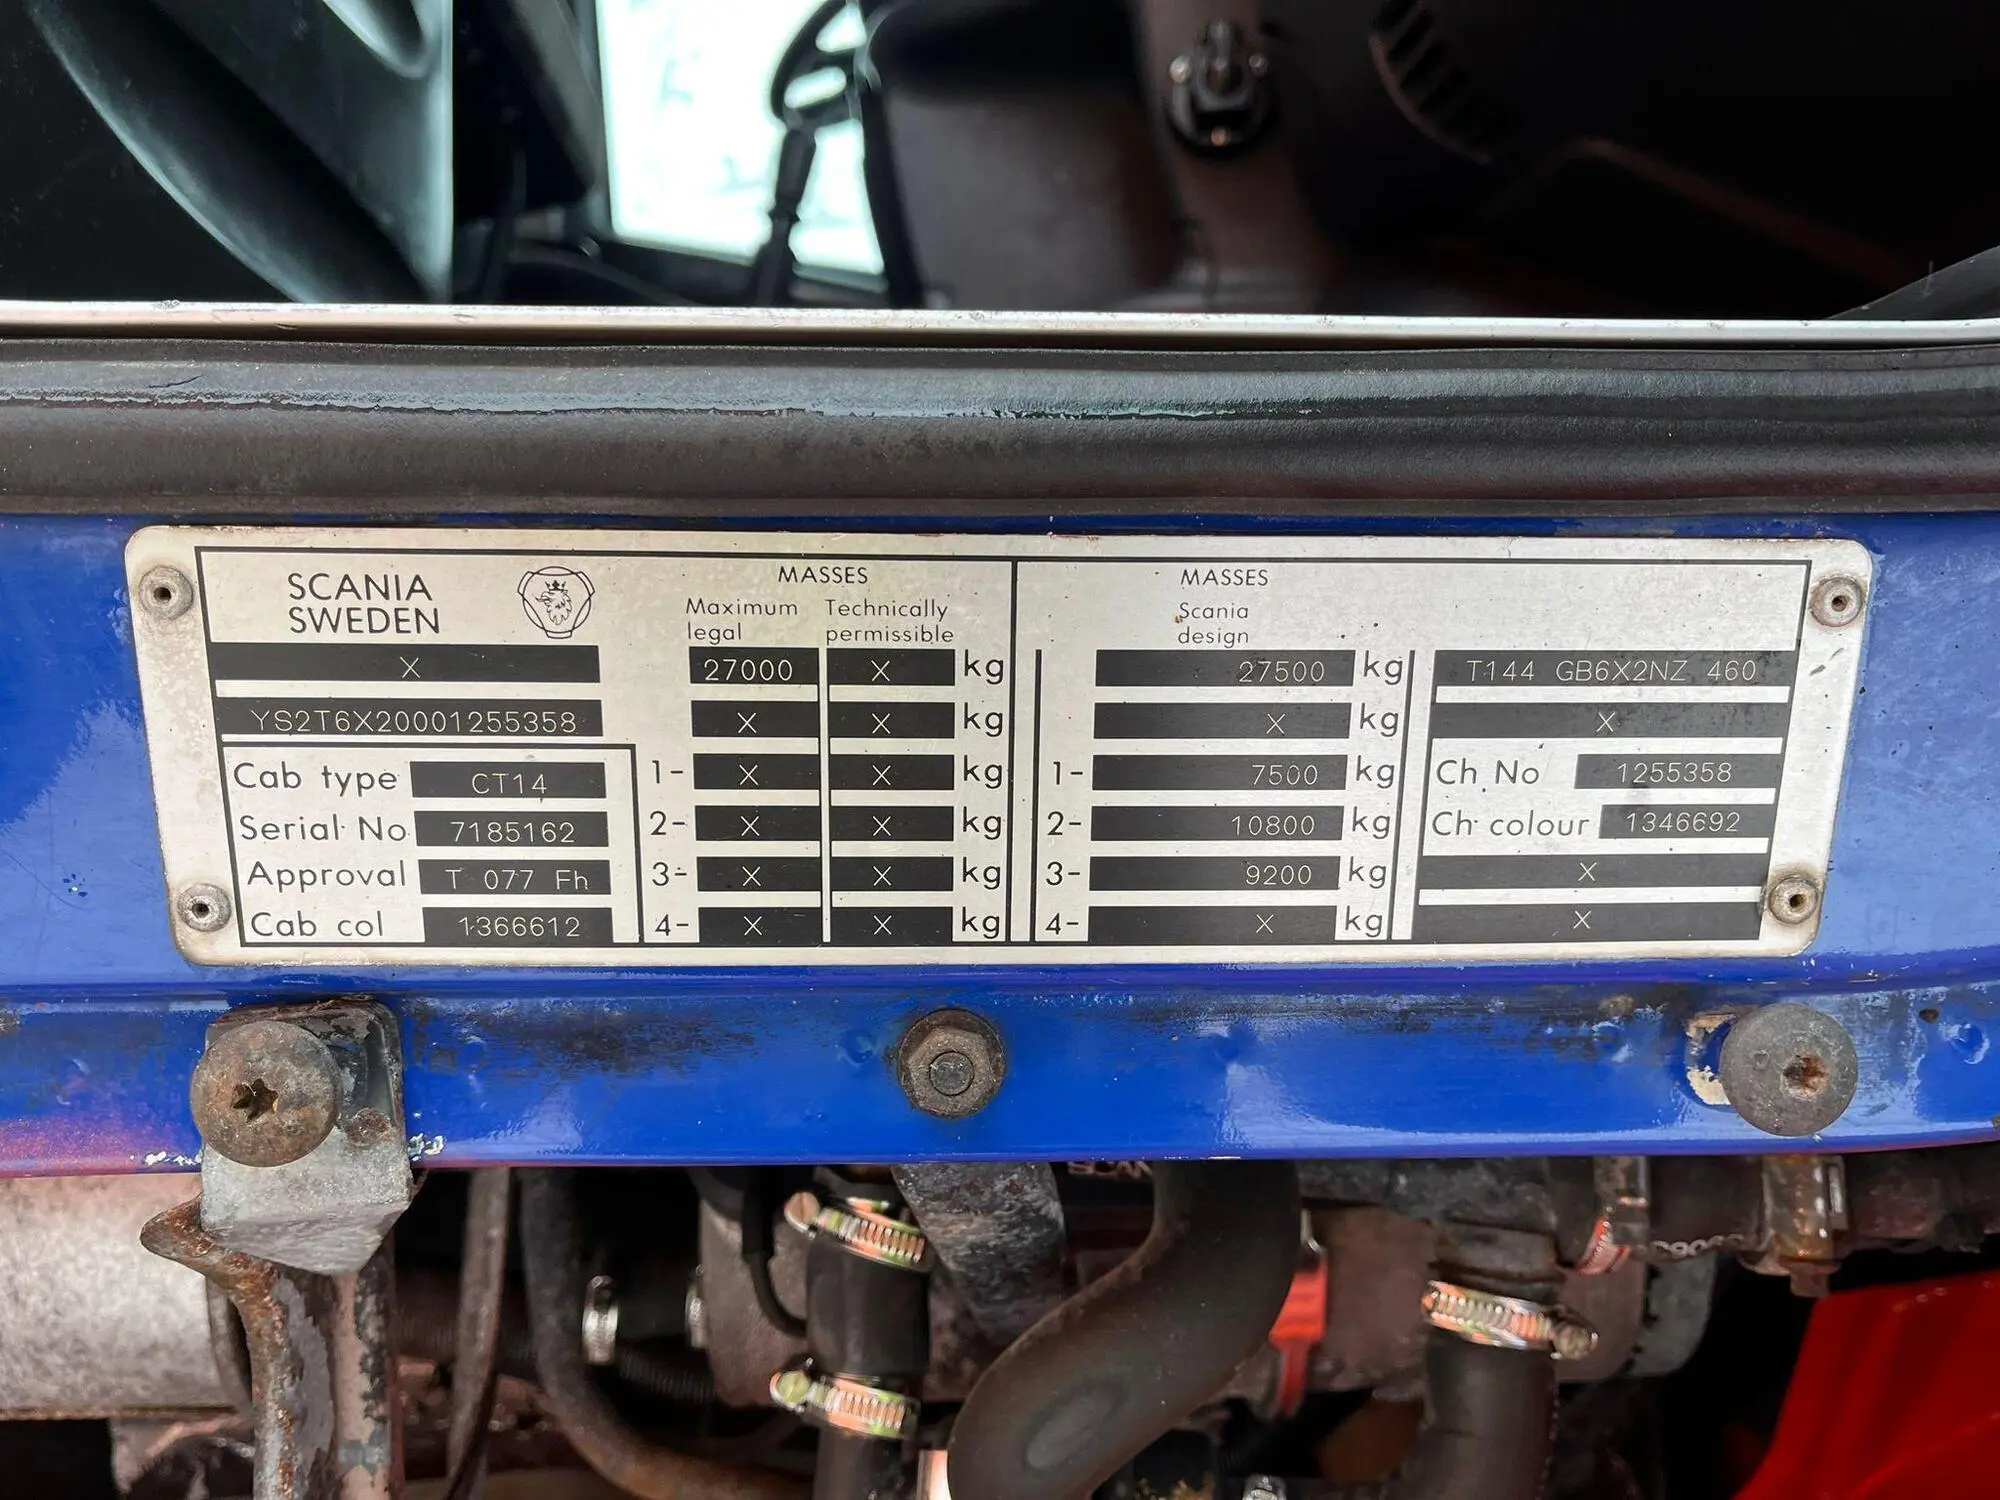 SCANIA
SWEDEN
X
YS2T6X20001255358
Cab type CT14
Serial No 7185162
Approval T 077 Fh
Cab col 1366612
MASSES
Maximum legal Technically permissible
27000 X kg
X X kg
1- X X kg
2- X X kg
3- X X kg
4- X X kg
MASSES
Scania
design
27500 kg
X kg
1- 7500 kg
2- 10800 kg
3- 9200 kg
4- X kg
T144 GB6X2NZ 460
X
Ch No 1255358
Ch colour 1346692
X
X